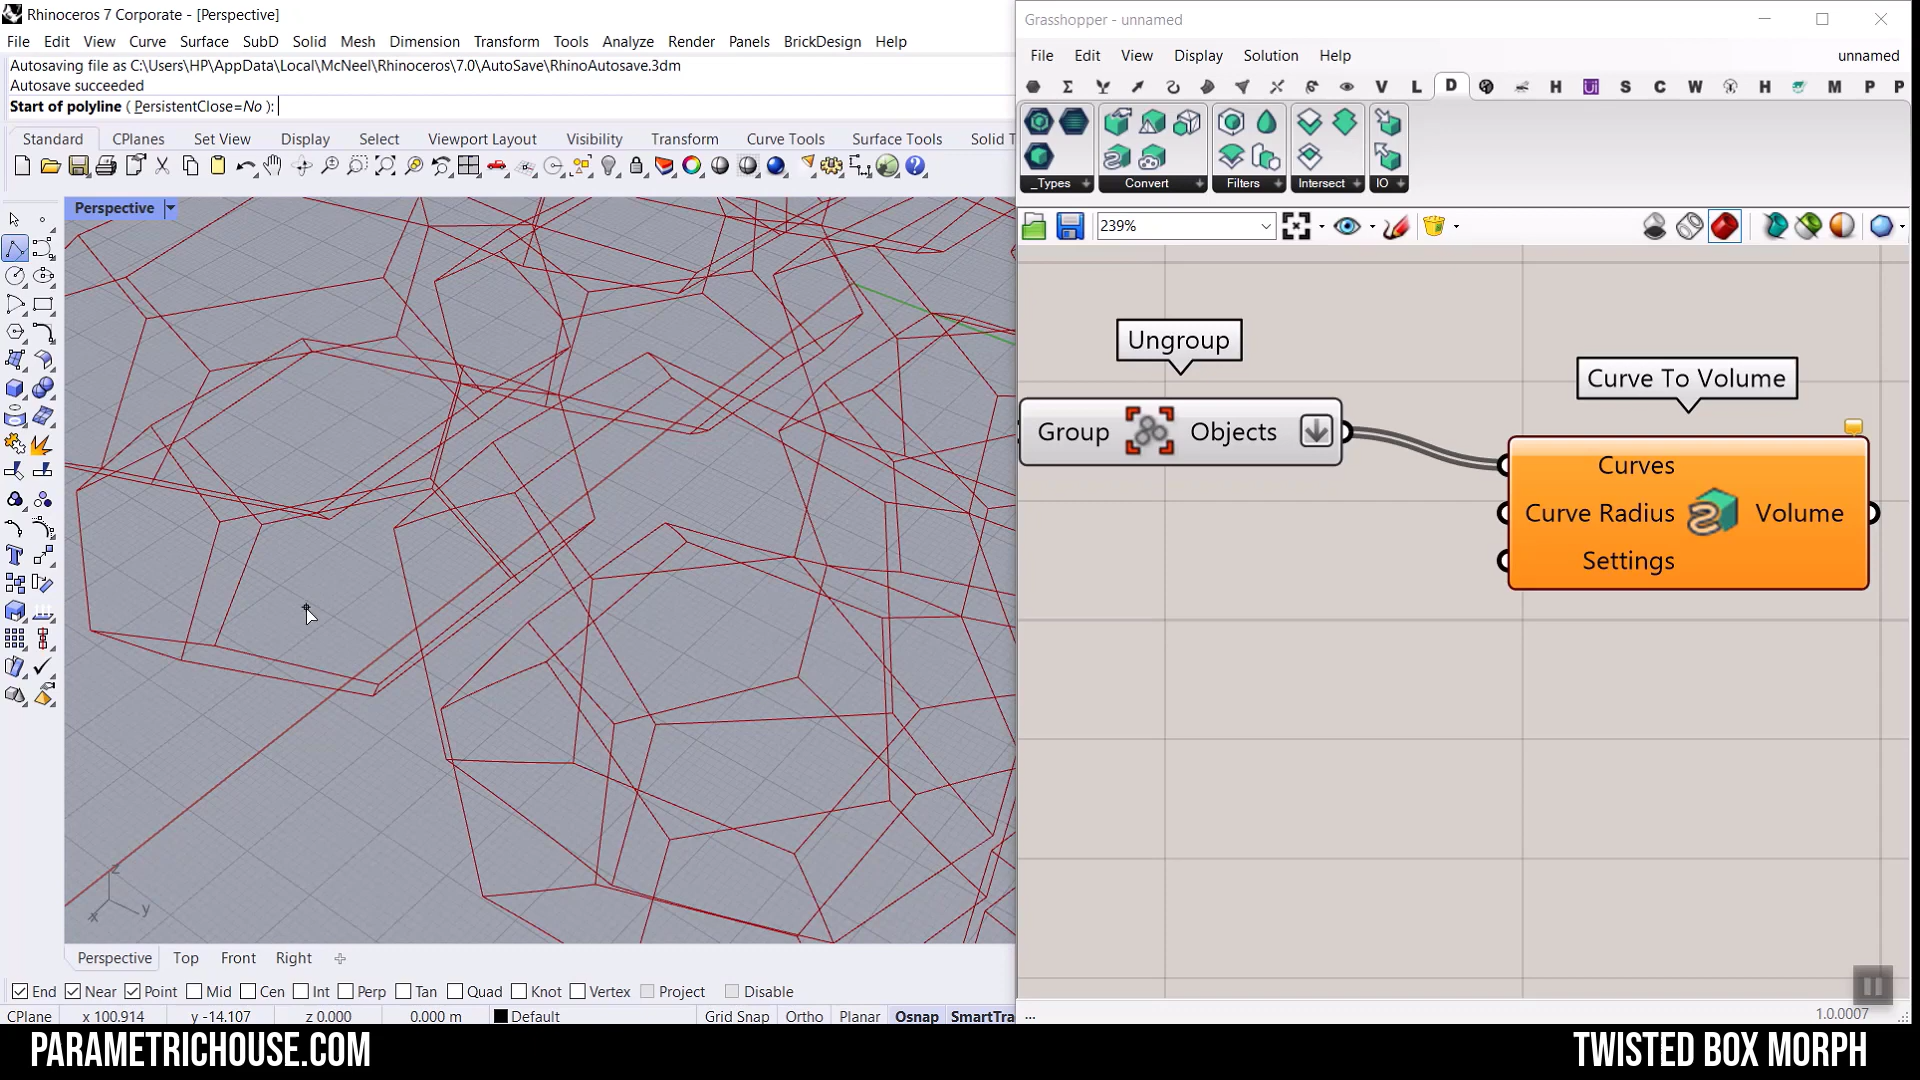 Rhinoceros 7 Corporate - [Perspective]
File Edit View Curve Surface SubD Solid Mesh Dimension Transform Tools Analyze Render Panels BrickDesign Help
Autosaving file as C:\Users\HP\AppData\Local\McNeel\Rhinoceros\7.0\AutoSave\RhinoAutosave.3dm
Autosave succeeded
Start of polyline ( PersistentClose=No ):
Standard CPlanes Set View Display Select Viewport Layout Visibility Transform Curve Tools Surface Tools Solid T
Perspective
z
y
x
Perspective Top Front Right
End Near Point Mid Cen Int Perp Tan Quad Knot Vertex Project Disable
CPlane x 100.914 y -14.107 z 0.000 0.000 m Default Grid Snap Ortho Planar Osnap SmartTra
Grasshopper - unnamed
File Edit View Display Solution Help unnamed
V L D H U S C W H M P P
_Types Convert Filters Intersect IO
239%
Ungroup
Group Objects
Curve To Volume
Curves
Curve Radius Volume
Settings
... 1.0.0007
PARAMETRICHOUSE.COM TWISTED BOX MORPH